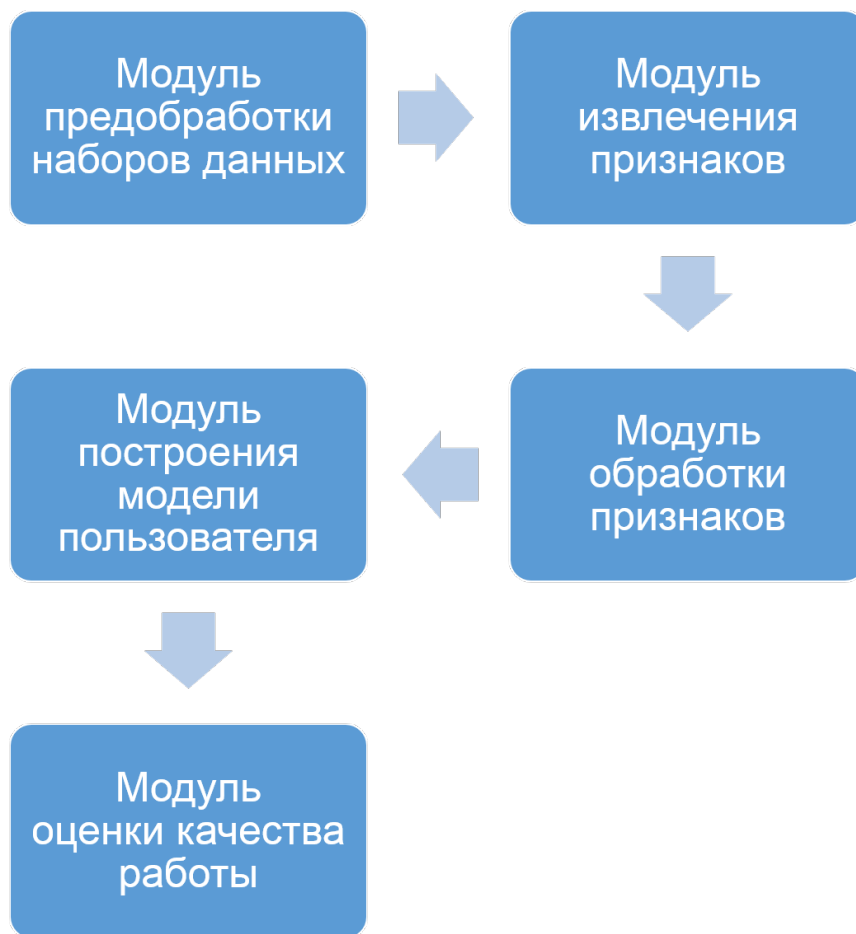 Модуль
предобработки
наборов данных
Модуль
извлечения
признаков
Модуль
обработки
признаков
Модуль
построения
модели
пользователя
Модуль
оценки качества
работы